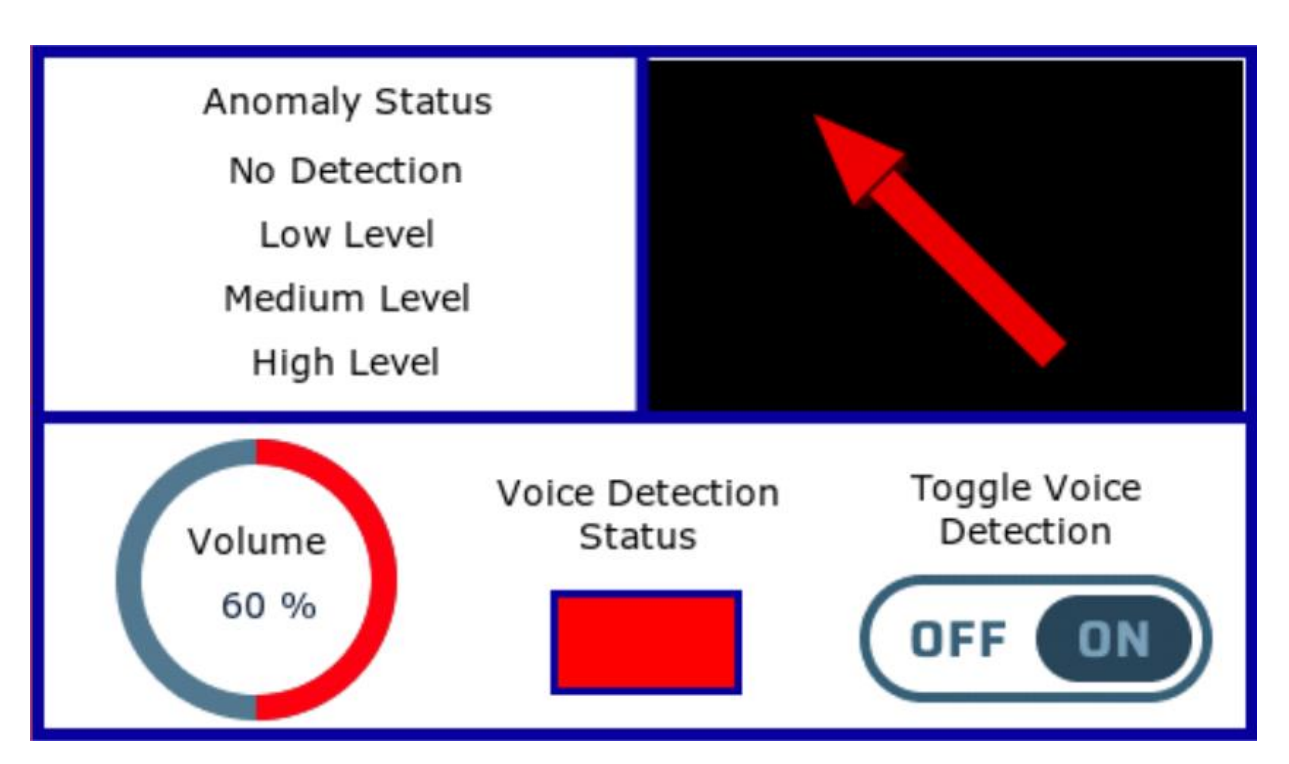 Anomaly Status
No Detection
Low Level
Medium Level
High Level
Volume
60 %
Voice Detection
Status
Toggle Voice
Detection
OFF ON